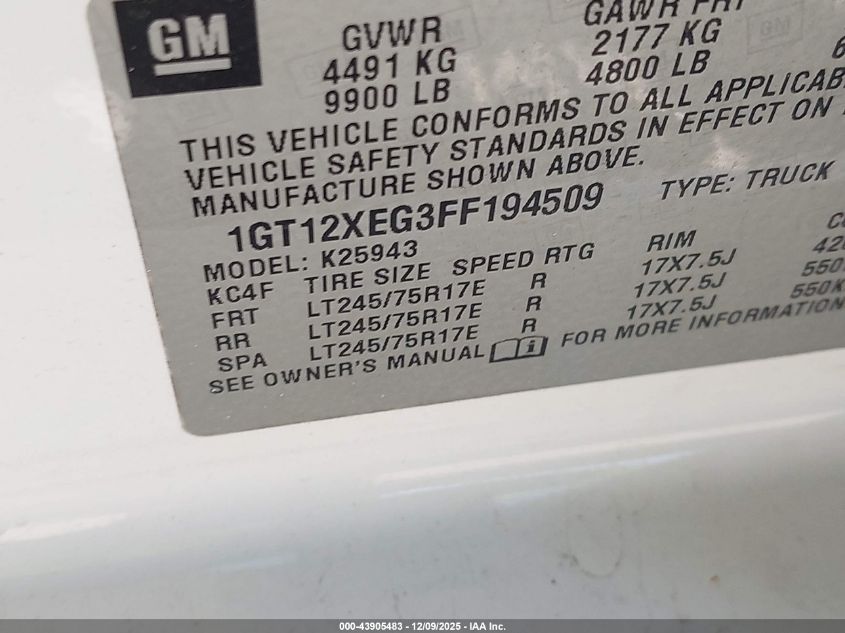 GM
GVWR
GAWR FRT
4491 KG
2177 KG
9900 LB
4800 LB
THIS VEHICLE CONFORMS TO ALL
VEHICLE SAFETY STANDARDS IN EFFECT ON
MANUFACTURE SHOWN ABOVE.
1GT12XEG3FF194509 TYPE: TRUCK
MODEL: K25943
KC4F TIRE SIZE SPEED RTG RIM
FRT LT245/75R17E R 17X7.5J
RR LT245/75R17E R 17X7.5J
SPA LT245/75R17E R 17X7.5J
SEE OWNER'S MANUAL i FOR MORE INFORMATION
000-43905483 - 12/09/2025 - IAA Inc.